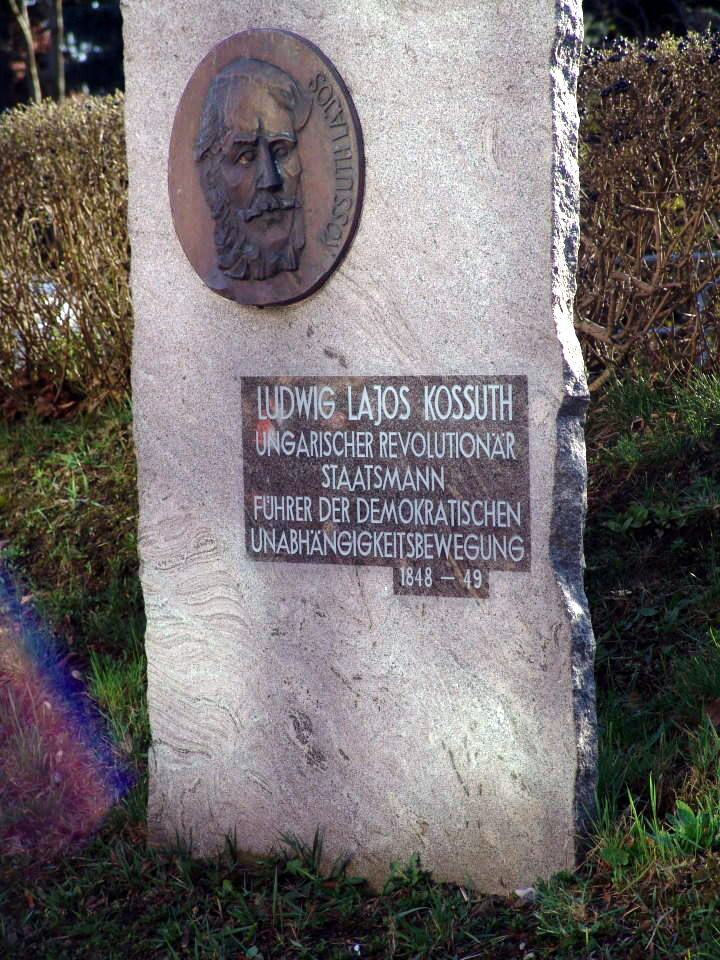 KOSSUTH LAJOS
LUDWIG LAJOS KOSSUTH
UNGARISCHER REVOLUTIONÄR
STAATSMANN
FÜHRER DER DEMOKRATISCHEN
UNABHÄNGIGKEITSBEWEGUNG
1848 – 49